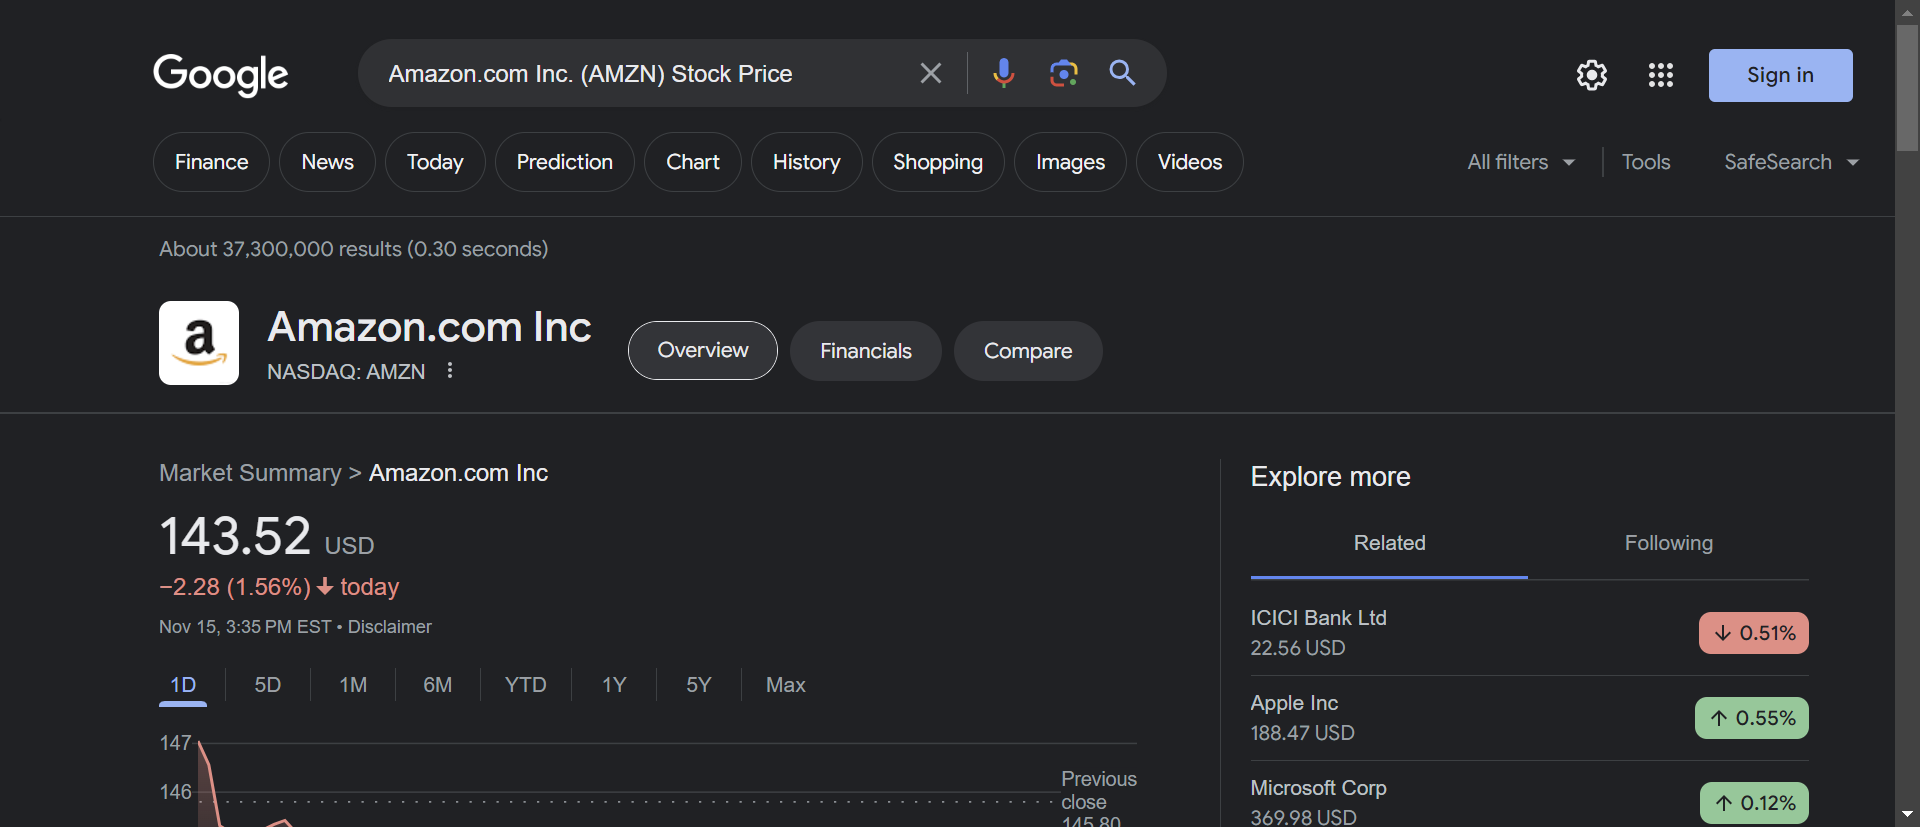 Google
Amazon.com Inc. (AMZN) Stock Price
Sign in
Finance News Today Prediction Chart History Shopping Images Videos All filters Tools SafeSearch
About 37,300,000 results (0.30 seconds)
a
Amazon.com Inc
NASDAQ: AMZN
Overview Financials Compare
Market Summary > Amazon.com Inc
143.52 USD
−2.28 (1.56%) today
Nov 15, 3:35 PM EST • Disclaimer
1D 5D 1M 6M YTD 1Y 5Y Max
147
146
Previous
close
145.80
Explore more
Related Following
ICICI Bank Ltd
22.56 USD
↓ 0.51%
Apple Inc
188.47 USD
↑ 0.55%
Microsoft Corp
369.98 USD
↑ 0.12%